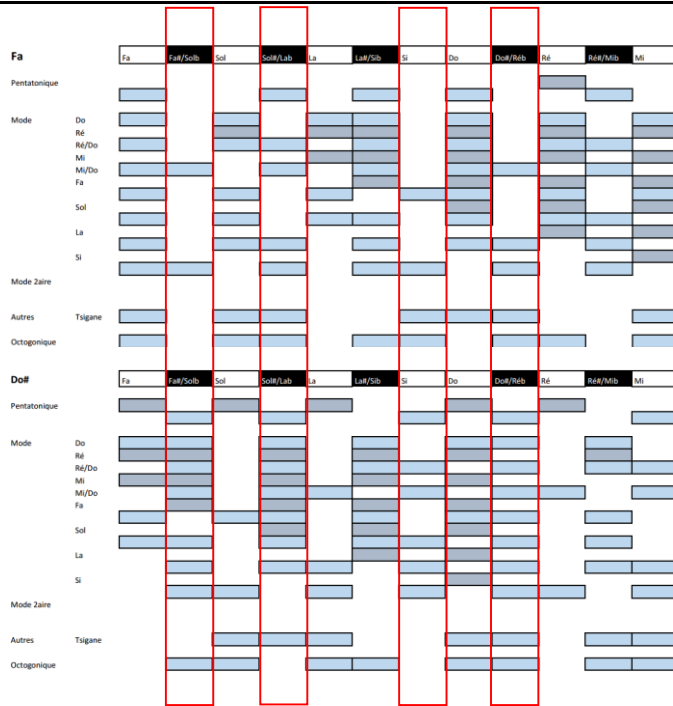 Fa Fa Fa#/Solb Sol Sol#/Lab La La#/Sib Si Do Do#/Réb Ré Ré#/Mib Mi
Pentatonique
Mode Do
Ré
Ré/Do
Mi
Mi/Do
Fa
Sol
La
Si
Mode 2aire
Autres Tsigane
Octogonique
Do# Fa Fa#/Solb Sol Sol#/Lab La La#/Sib Si Do Do#/Réb Ré Ré#/Mib Mi
Pentatonique
Mode Do
Ré
Ré/Do
Mi
Mi/Do
Fa
Sol
La
Si
Mode 2aire
Autres Tsigane
Octogonique